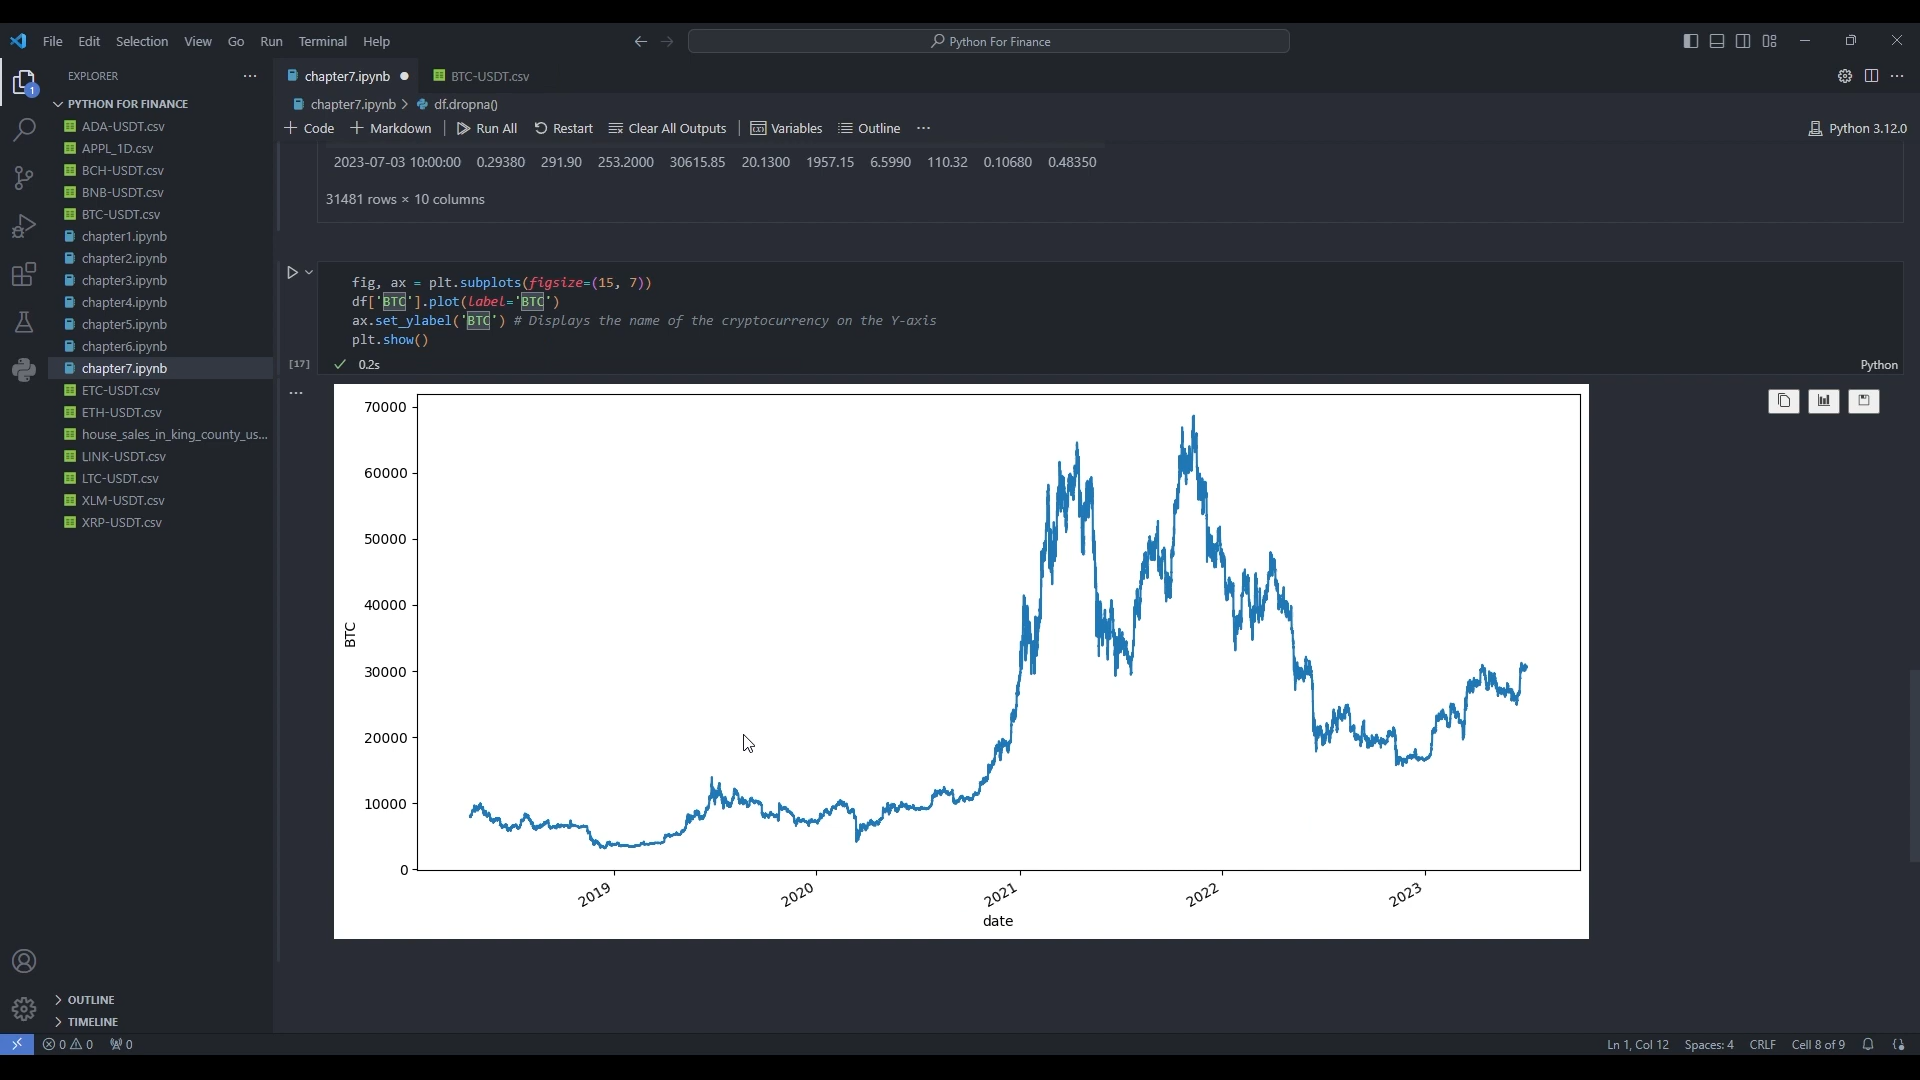 File Edit Selection View Go Run Terminal Help
Python For Finance
EXPLORER
chapter7.ipynb
BTC-USDT.csv
1
PYTHON FOR FINANCE
chapter7.ipynb > df.dropna()
Code
Markdown
Run All
Restart
Clear All Outputs
Variables
Outline
Python 3.12.0
ADA-USDT.csv
APPL_1D.csv
BCH-USDT.csv
BNB-USDT.csv
BTC-USDT.csv
chapter1.ipynb
chapter2.ipynb
chapter3.ipynb
chapter4.ipynb
chapter5.ipynb
chapter6.ipynb
chapter7.ipynb
ETC-USDT.csv
ETH-USDT.csv
house_sales_in_king_county_us...
LINK-USDT.csv
LTC-USDT.csv
XLM-USDT.csv
XRP-USDT.csv
OUTLINE
TIMELINE
2023-07-03 10:00:00 0.29380 291.90 253.2000 30615.85 20.1300 1957.15 6.5990 110.32 0.10680 0.48350
31481 rows × 10 columns
fig, ax = plt.subplots(figsize=(15, 7))
df['BTC'].plot(label='BTC')
ax.set_ylabel('BTC') # Displays the name of the cryptocurrency on the Y-axis
plt.show()
[17]
0.2s
Python
70000
60000
50000
40000
30000
20000
10000
0
BTC
2019 2020 2021 2022 2023
date
0 0 0
Ln 1, Col 12 Spaces: 4 CRLF Cell 8 of 9